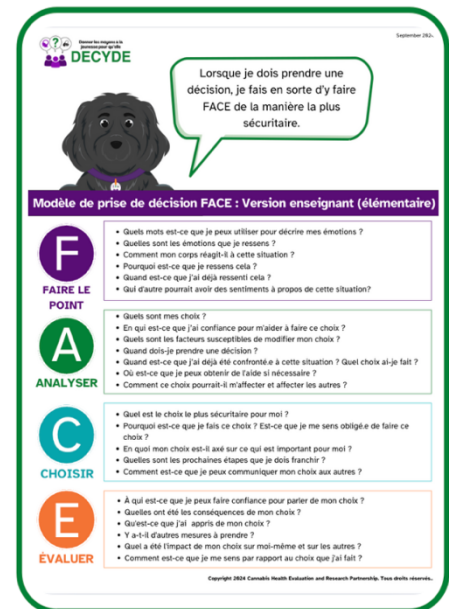 September 202
Donner les moyens à la
jeunesse pour qu'elle
DECYDE
Lorsque je dois prendre une
décision, je fais en sorte d'y faire
FACE de la manière la plus
sécuritaire.
Modèle de prise de décision FACE : Version enseignant (élémentaire)
F
FAIRE LE
POINT
• Quels mots est-ce que je peux utiliser pour décrire mes émotions ?
• Quelles sont les émotions que je ressens ?
• Comment mon corps réagit-il à cette situation ?
• Pourquoi est-ce que je ressens cela ?
• Quand est-ce que j'ai déjà ressenti cela ?
• Qui d'autre pourrait avoir des sentiments à propos de cette situation?
A
ANALYSER
• Quels sont mes choix ?
• En qui est-ce que j'ai confiance pour m'aider à faire ce choix ?
• Quels sont les facteurs susceptibles de modifier mon choix ?
• Quand dois-je prendre une décision ?
• Quand est-ce que j'ai déjà été confronté.e à cette situation ? Quel choix ai-je fait ?
• Où est-ce que je peux obtenir de l'aide si nécessaire ?
• Comment ce choix pourrait-il m'affecter et affecter les autres ?
C
CHOISIR
• Quel est le choix le plus sécuritaire pour moi ?
• Pourquoi est-ce que je fais ce choix ? Est-ce que je me sens obligé.e de faire ce
choix ?
• En quoi mon choix est-il axé sur ce qui est important pour moi ?
• Quelles sont les prochaines étapes que je dois franchir ?
• Comment est-ce que je peux communiquer mon choix aux autres ?
E
ÉVALUER
• À qui est-ce que je peux faire confiance pour parler de mon choix ?
• Quelles ont été les conséquences de mon choix ?
• Qu'est-ce que j'ai appris de mon choix ?
• Y a-t-il d'autres mesures à prendre ?
• Quel a été l'impact de mon choix sur moi-même et sur les autres ?
• Comment est-ce que je me sens par rapport au choix que j'ai fait ?
Copyright 2024 Cannabis Health Evaluation and Research Partnership. Tous droits réservés.